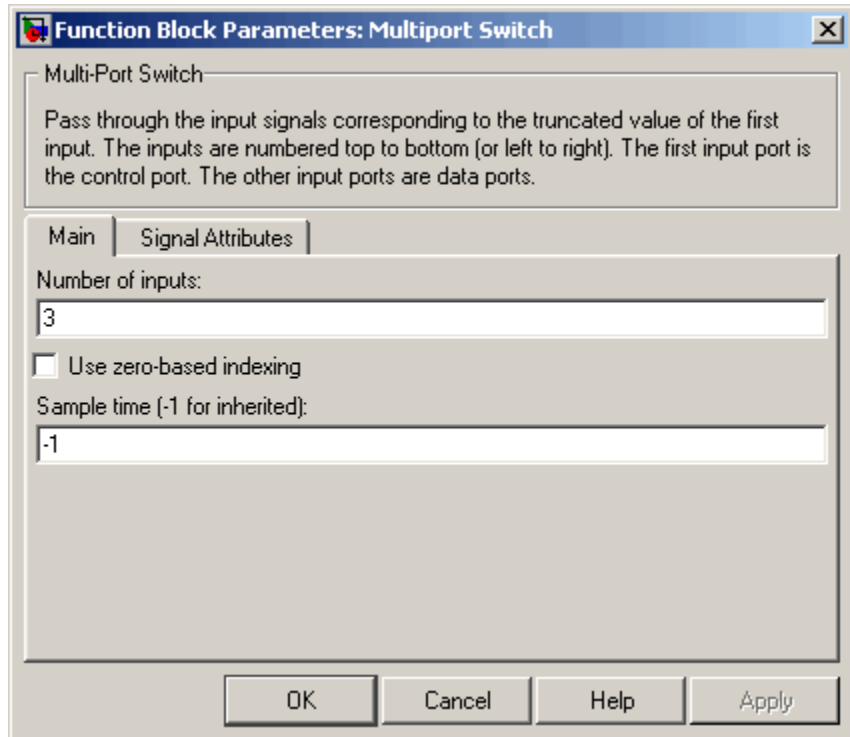 Function Block Parameters: Multiport Switch
Multi-Port Switch
Pass through the input signals corresponding to the truncated value of the first
input. The inputs are numbered top to bottom (or left to right). The first input port is
the control port. The other input ports are data ports.
Main Signal Attributes
Number of inputs:
3
Use zero-based indexing
Sample time (-1 for inherited):
-1
OK Cancel Help Apply